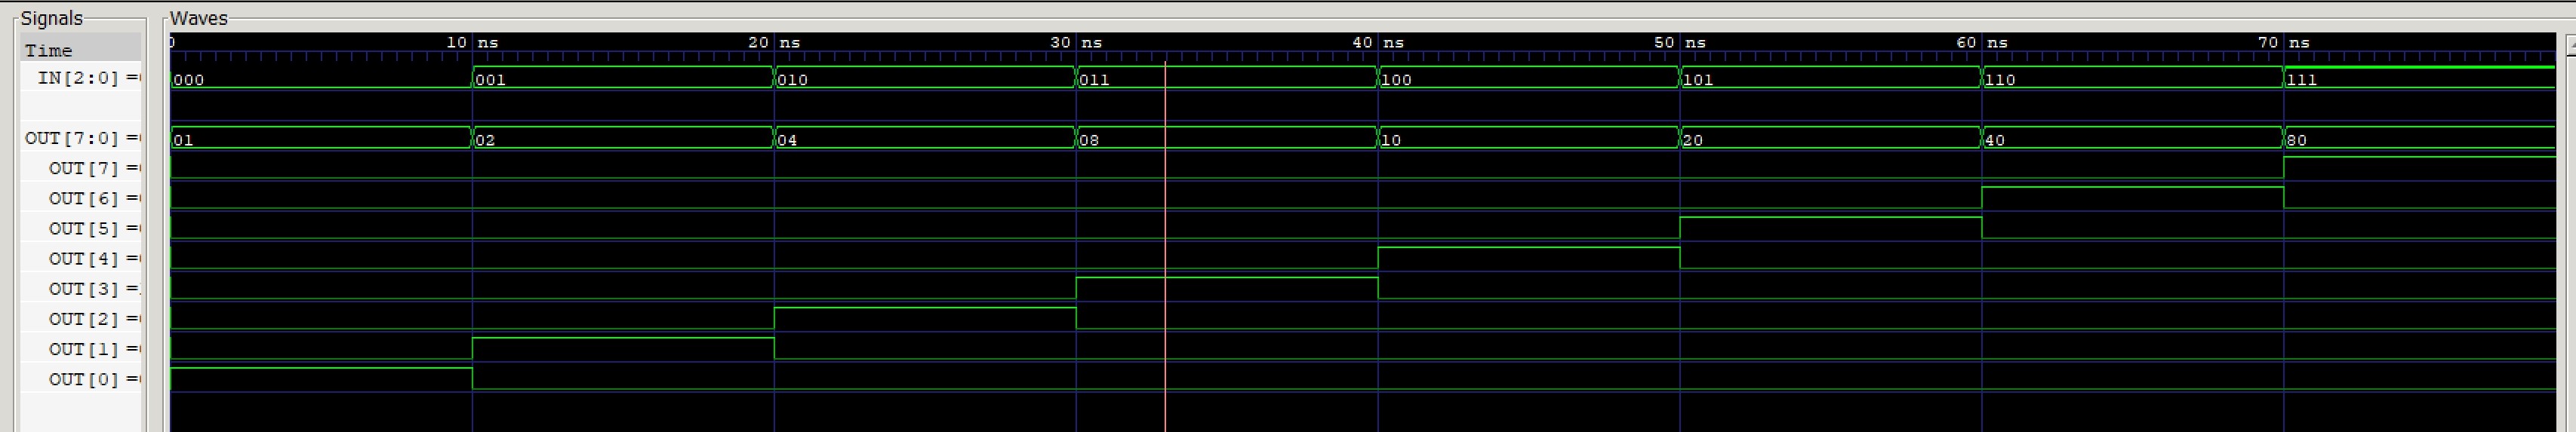 Signals Waves
Time 0 10 ns 20 ns 30 ns 40 ns 50 ns 60 ns 70 ns
IN[2:0] = 000 001 010 011 100 101 110 111
OUT[7:0] = 01 02 04 08 10 20 40 80
OUT[7] =
OUT[6] =
OUT[5] =
OUT[4] =
OUT[3] =
OUT[2] =
OUT[1] =
OUT[0] =